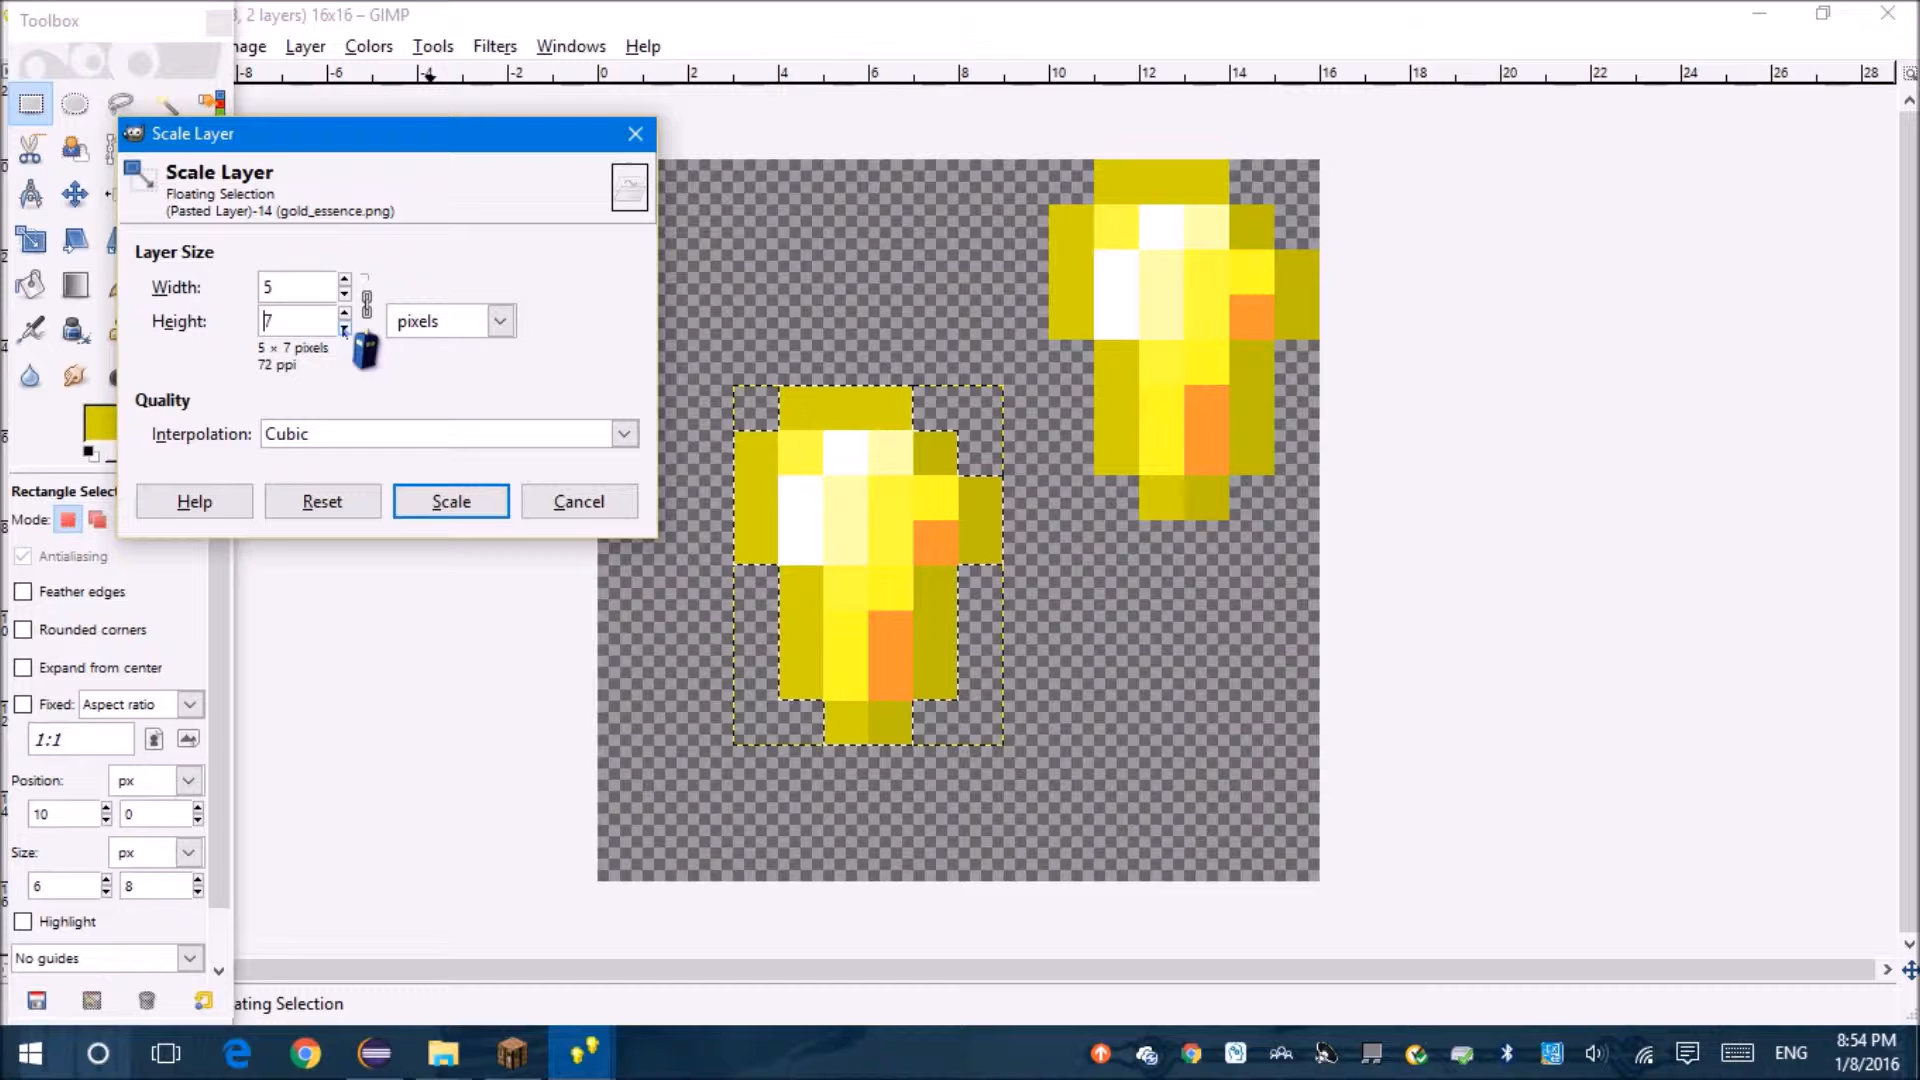 Toolbox
, 2 layers) 16x16 – GIMP
age Layer Colors Tools Filters Windows Help
-8 -6 -4 -2 0 2 4 6 8 10 12 14 16 18 20 22 24 26 28
Scale Layer
Scale Layer
Floating Selection
(Pasted Layer)-14 (gold_essence.png)
Layer Size
Width: 5
Height: 7 pixels
5 × 7 pixels
72 ppi
Quality
Interpolation: Cubic
Help Reset Scale Cancel
Rectangle Selec
Mode:
Antialiasing
Feather edges
Rounded corners
Expand from center
Fixed: Aspect ratio
1:1
Position: px
10 0
Size: px
6 8
Highlight
No guides
ating Selection
ENG
8:54 PM
1/8/2016